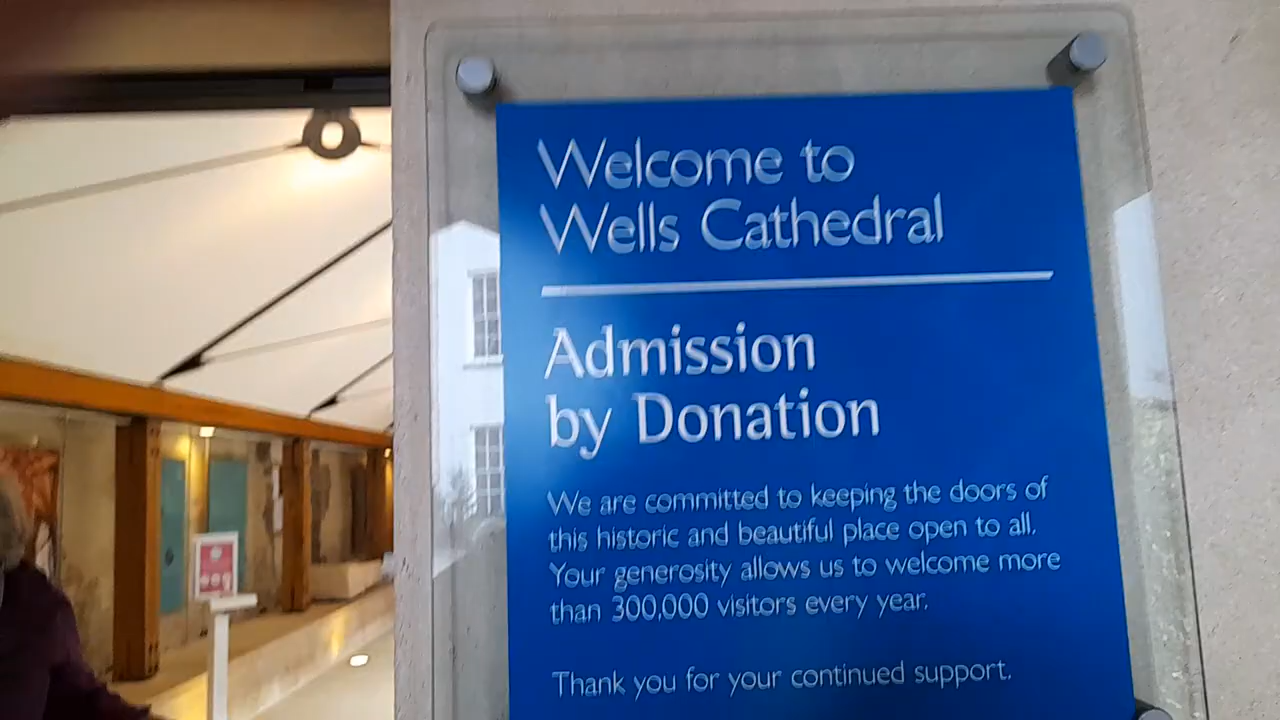 Welcome to
Wells Cathedral
Admission
by Donation
We are committed to keeping the doors of
this historic and beautiful place open to all.
Your generosity allows us to welcome more
than 300,000 visitors every year.
Thank you for your continued support.